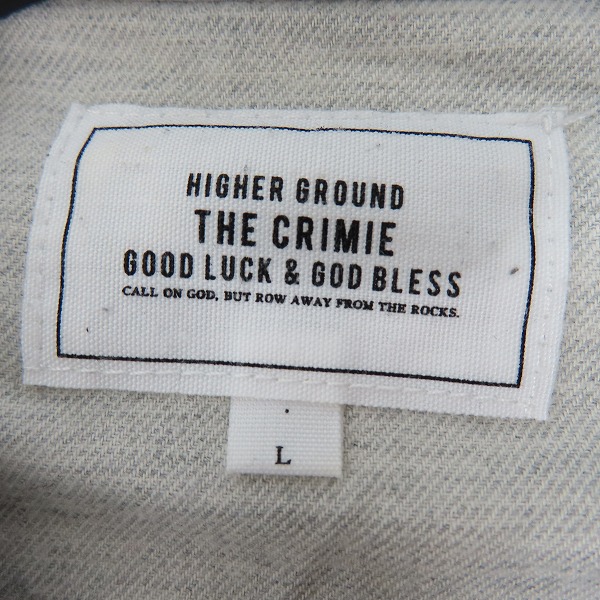 HIGHER GROUND
THE CRIMIE
GOOD LUCK & GOD BLESS
CALL ON GOD, BUT ROW AWAY FROM THE ROCKS.
L